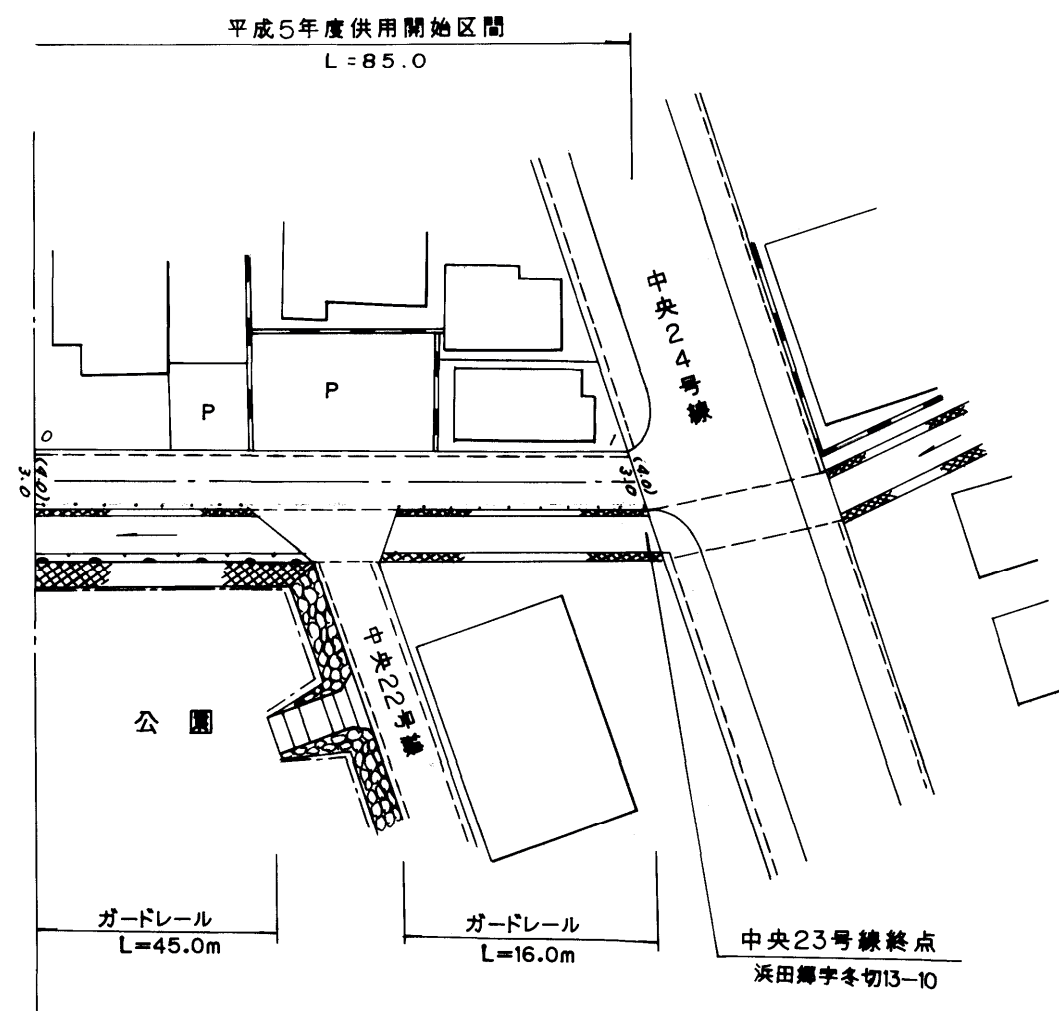 平成5年度供用開始区間
L=85.0
中央24号線
P
P
0
1
(4.0)
3.0
(4.0)
3.0
中央22号線
公園
ガードレール
L=45.0m
ガードレール
L=16.0m
中央23号線終点
浜田郷字冬切13-10